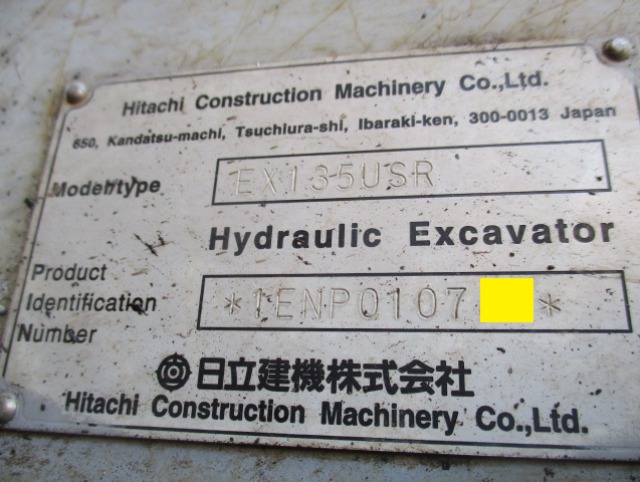 Hitachi Construction Machinery Co.,Ltd.
650, Kandatsu-machi, Tsuchiura-shi, Ibaraki-ken, 300-0013 Japan
Model/type EX135USR
Hydraulic Excavator
Product
Identification
Number
*1ENP0107 *
日立建機株式会社
Hitachi Construction Machinery Co.,Ltd.